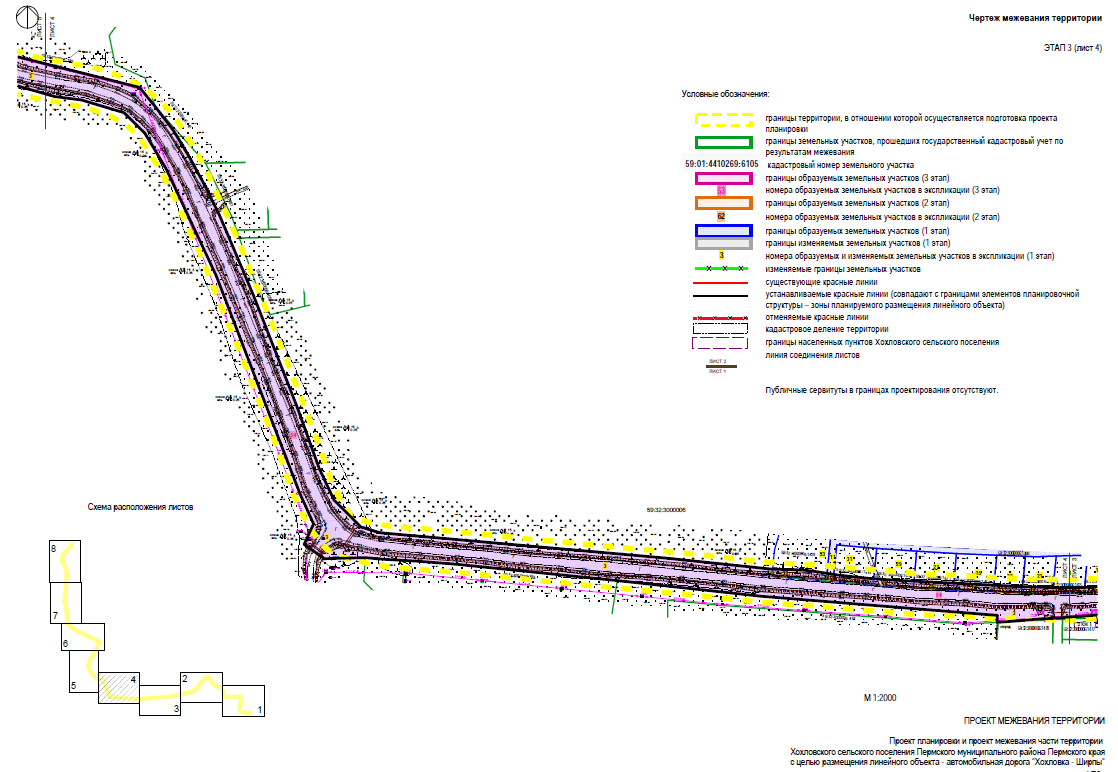 Чертеж межевания территории
ЭТАП 3 (лист 4)
ЛИСТ 4
Условные обозначения:
границы территории, в отношении которой осуществляется подготовка проекта
планировки
границы земельных участков, прошедших государственный кадастровый учет по
результатам межевания
59:01:4410269:6105 кадастровый номер земельного участка
границы образуемых земельных участков (3 этап)
53 номера образуемых земельных участков в экспликации (3 этап)
границы образуемых земельных участков (2 этап)
62 номера образуемых земельных участков в экспликации (2 этап)
границы образуемых земельных участков (1 этап)
границы изменяемых земельных участков (1 этап)
3 номера образуемых и изменяемых земельных участков в экспликации (1 этап)
изменяемые границы земельных участков
существующие красные линии
устанавливаемые красные линии (совпадают с границами элементов планировочной
структуры – зоны планируемого размещения линейного объекта)
отменяемые красные линии
кадастровое деление территории
границы населенных пунктов Хохловского сельского поселения
линия соединения листов
ЛИСТ 2
ЛИСТ 1
Публичные сервитуты в границах проектирования отсутствуют.
Схема расположения листов
59:32:3000006
8
7
6
5
4
3
2
1
М 1:2000
ПРОЕКТ МЕЖЕВАНИЯ ТЕРРИТОРИИ
Проект планировки и проект межевания части территории
Хохловского сельского поселения Пермского муниципального района Пермского края
с целью размещения линейного объекта - автомобильная дорога "Хохловка - Ширпы"